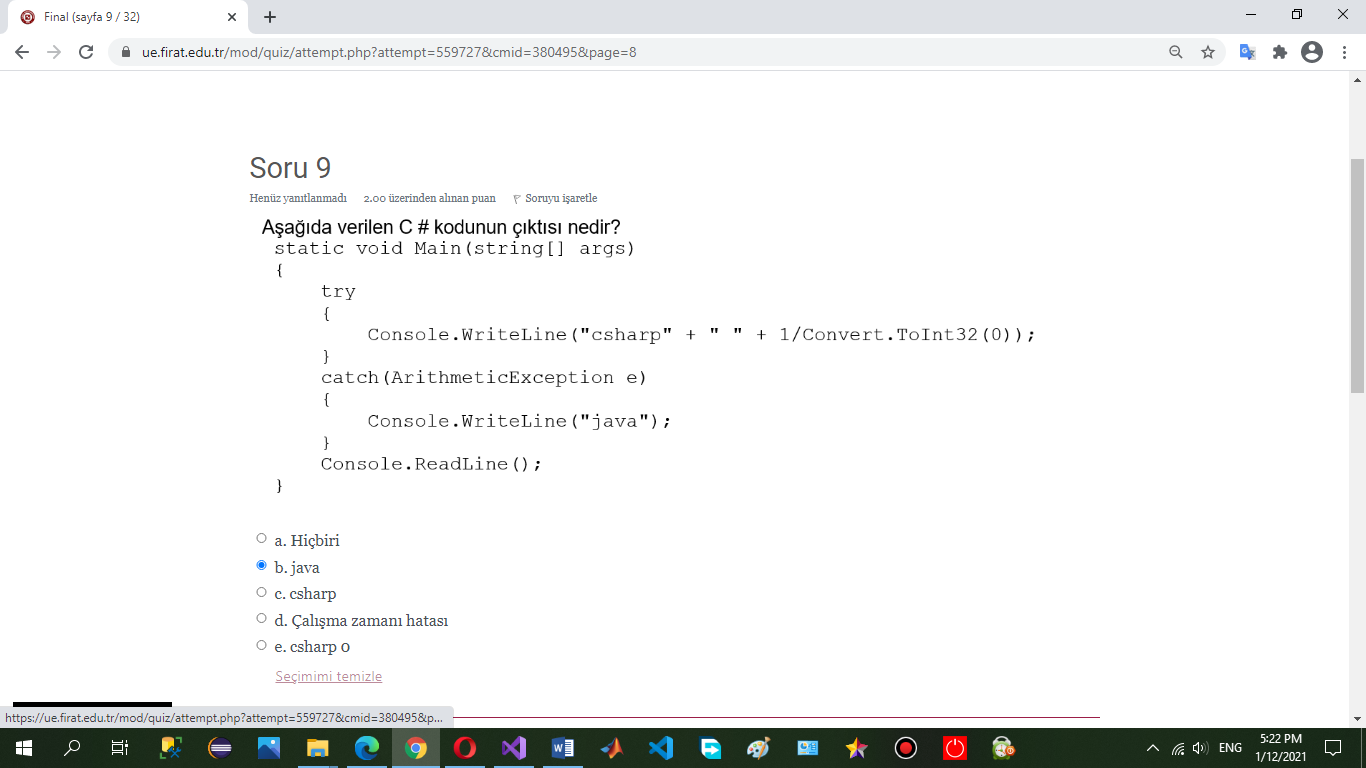 Final (sayfa 9 / 32)
ue.firat.edu.tr/mod/quiz/attempt.php?attempt=559727&cmid=380495&page=8
Soru 9
Henüz yanıtlanmadı 2.00 üzerinden alınan puan Soruyu işaretle
Aşağıda verilen C # kodunun çıktısı nedir?
static void Main(string[] args)
{
try
{
Console.WriteLine("csharp" + " " + 1/Convert.ToInt32(0));
}
catch(ArithmeticException e)
{
Console.WriteLine("java");
}
Console.ReadLine();
}
a. Hiçbiri
b. java
c. csharp
d. Çalışma zamanı hatası
e. csharp 0
Seçimimi temizle
https://ue.firat.edu.tr/mod/quiz/attempt.php?attempt=559727&cmid=380495&p...
ENG
5:22 PM
1/12/2021